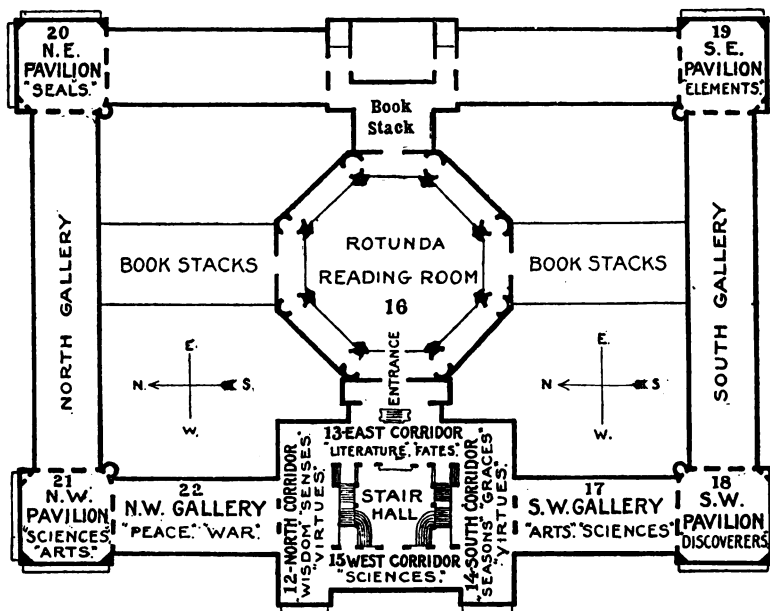 20
N. E.
PAVILION
"SEALS."
19
S. E.
PAVILION
"ELEMENTS."
Book
Stack
NORTH GALLERY
BOOK STACKS
ROTUNDA
READING ROOM
16
BOOK STACKS
SOUTH GALLERY
ENTRANCE
E.
N. S.
W.
E.
N S.
W.
13-EAST CORRIDOR
"LITERATURE", "FATES."
12-NORTH CORRIDOR
WISDOM "SENSES."
"VIRTUES."
STAIR
HALL
14-SOUTH CORRIDOR
"SEASONS" "GRACES"
"VIRTUES."
15 WEST CORRIDOR
"SCIENCES."
21
N. W.
PAVILION
"SCIENCES"
"ARTS."
22
N.W. GALLERY
"PEACE." "WAR."
17
S.W. GALLERY
"ARTS." "SCIENCES"
18
S.W.
PAVILION
"DISCOVERERS."